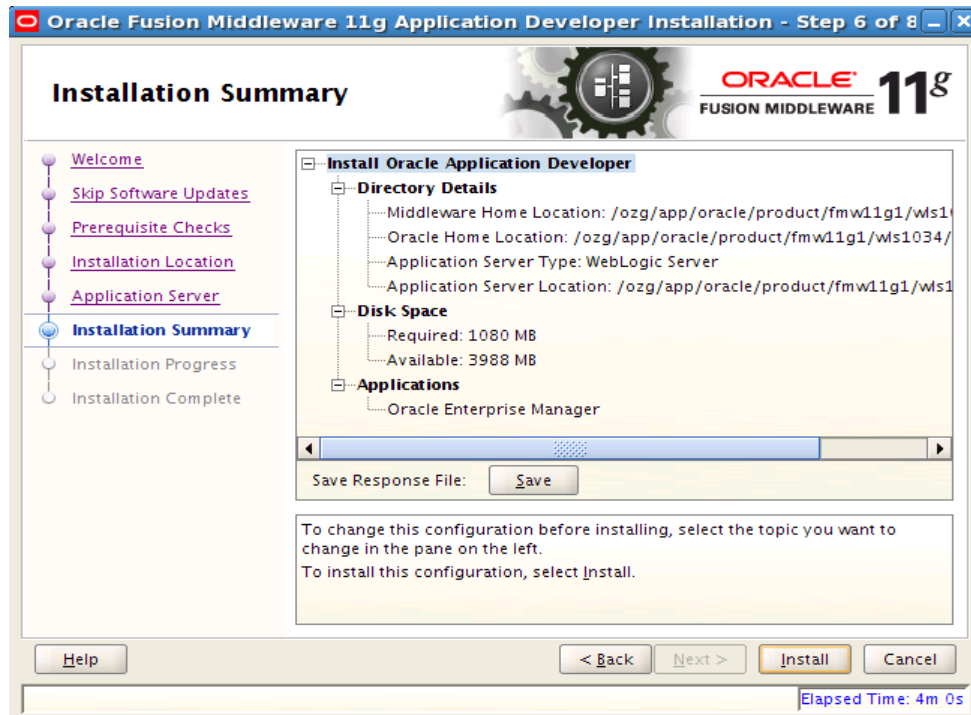 Oracle Fusion Middleware 11g Application Developer Installation - Step 6 of 8
Installation Summary
ORACLE
FUSION MIDDLEWARE
11g
Welcome
Skip Software Updates
Prerequisite Checks
Installation Location
Application Server
Installation Summary
Installation Progress
Installation Complete
Install Oracle Application Developer
Directory Details
Middleware Home Location: /ozg/app/oracle/product/fmw11g1/wls1
Oracle Home Location: /ozg/app/oracle/product/fmw11g1/wls1034/
Application Server Type: WebLogic Server
Application Server Location: /ozg/app/oracle/product/fmw11g1/wls1
Disk Space
Required: 1080 MB
Available: 3988 MB
Applications
Oracle Enterprise Manager
Save Response File: Save
To change this configuration before installing, select the topic you want to
change in the pane on the left.
To install this configuration, select Install.
Help < Back Next > Install Cancel
Elapsed Time: 4m 0s